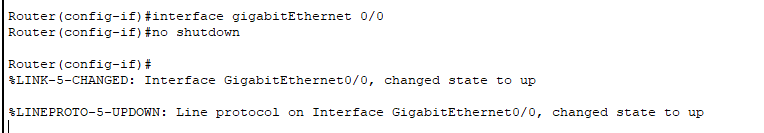 Router(config-if)#interface gigabitEthernet 0/0
Router(config-if)#no shutdown
Router(config-if)#
%LINK-5-CHANGED: Interface GigabitEthernet0/0, changed state to up
%LINEPROTO-5-UPDOWN: Line protocol on Interface GigabitEthernet0/0, changed state to up